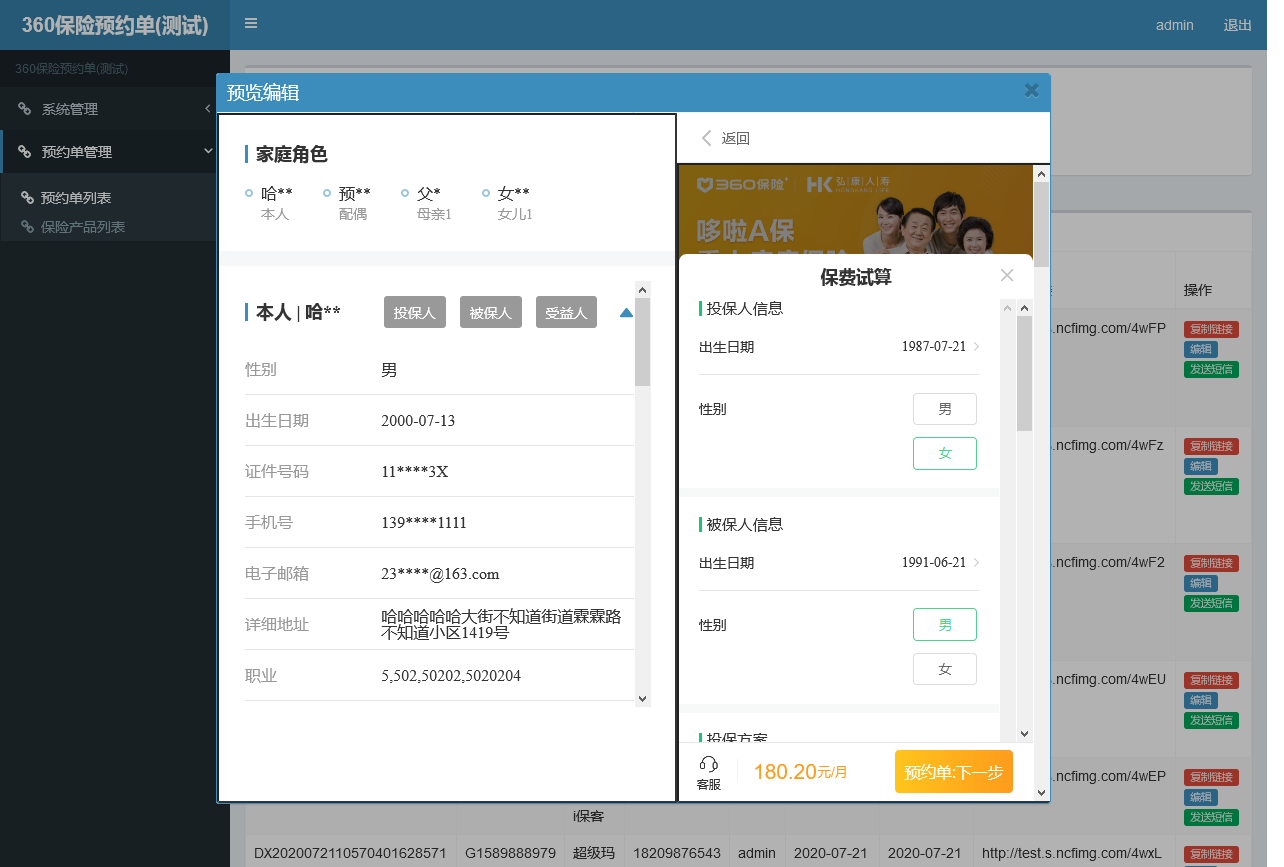 360保险预约单(测试)
admin
退出
360保险预约单(测试)
系统管理
预约单管理
预约单列表
保险产品列表
预览编辑
家庭角色
哈** 预** 父* 女**
本人 配偶 母亲1 女儿1
本人 | 哈** 投保人 被保人 受益人
性别 男
出生日期 2000-07-13
证件号码 11****3X
手机号 139****1111
电子邮箱 23****@163.com
详细地址 哈哈哈哈哈大街不知道街道霖霖路
不知道小区1419号
职业 5,502,50202,5020204
返回
360保险 HK 弘康人寿
HONGKANG LIFE
哆啦A保
保费试算
投保人信息
出生日期 1987-07-21
性别 男
女
被保人信息
出生日期 1991-06-21
性别 男
女
投保方案
客服
180.20元/月
预约单:下一步
操作
s.ncfimg.com/4wFP 复制链接
编辑
发送短信
s.ncfimg.com/4wFz 复制链接
编辑
发送短信
s.ncfimg.com/4wF2 复制链接
编辑
发送短信
s.ncfimg.com/4wEU 复制链接
编辑
发送短信
s.ncfimg.com/4wEP 复制链接
编辑
发送短信
i保客
DX2020072110570401628571 G1589888979 超级玛 18209876543 admin 2020-07-21 2020-07-21 http://test.s.ncfimg.com/4wxL 复制链接